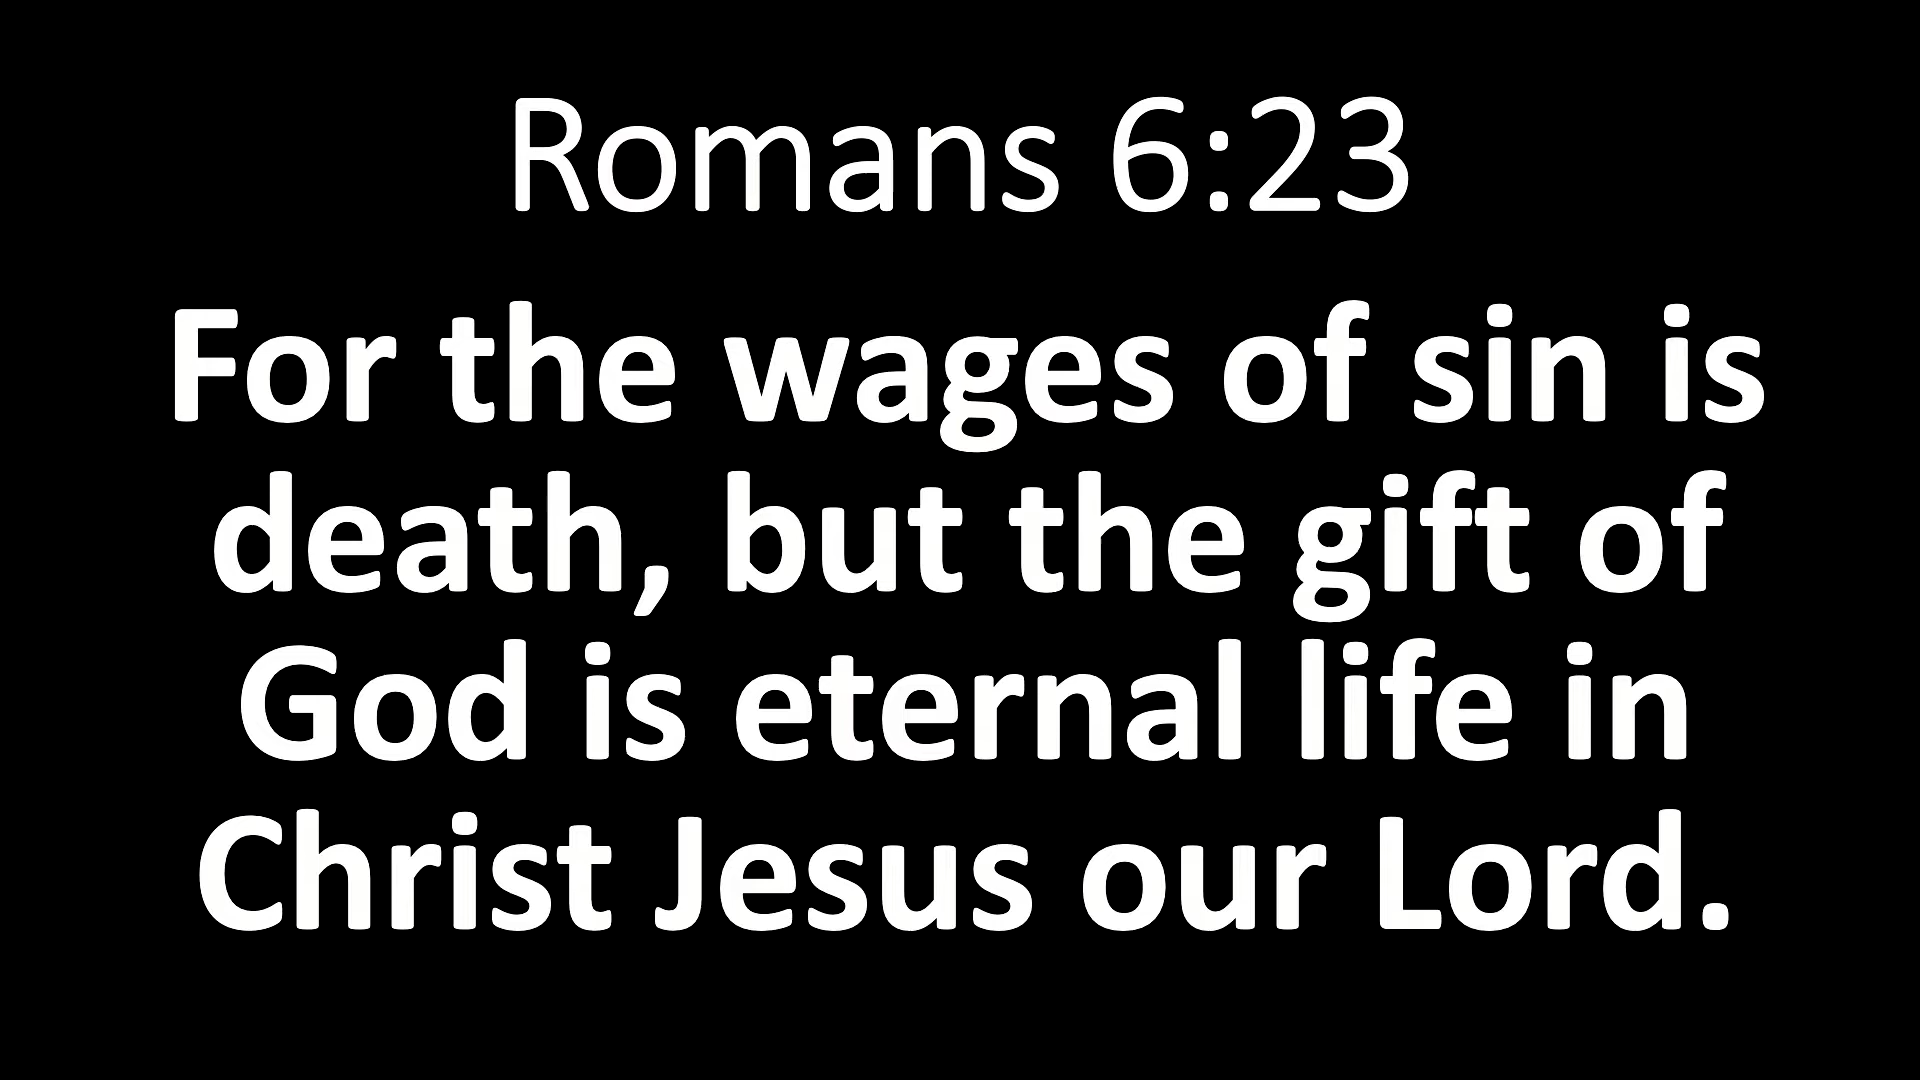 Romans 6:23
For the wages of sin is
death, but the gift of
God is eternal life in
Christ Jesus our Lord.